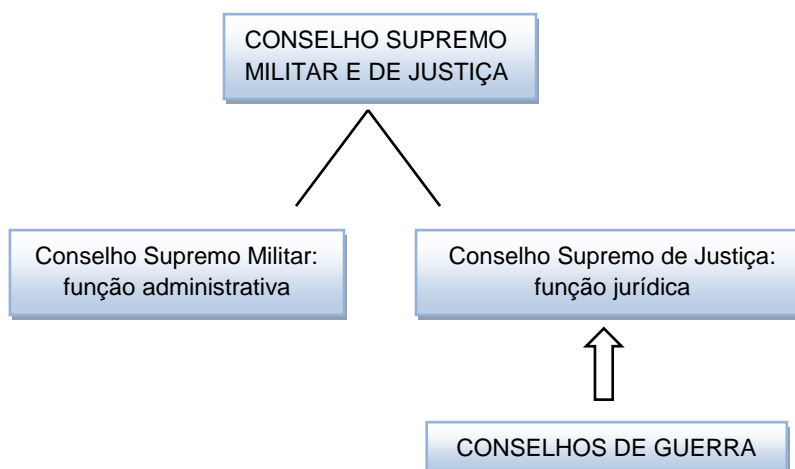 CONSELHO SUPREMO
MILITAR E DE JUSTIÇA
Conselho Supremo Militar:
função administrativa
Conselho Supremo de Justiça:
função jurídica
CONSELHOS DE GUERRA